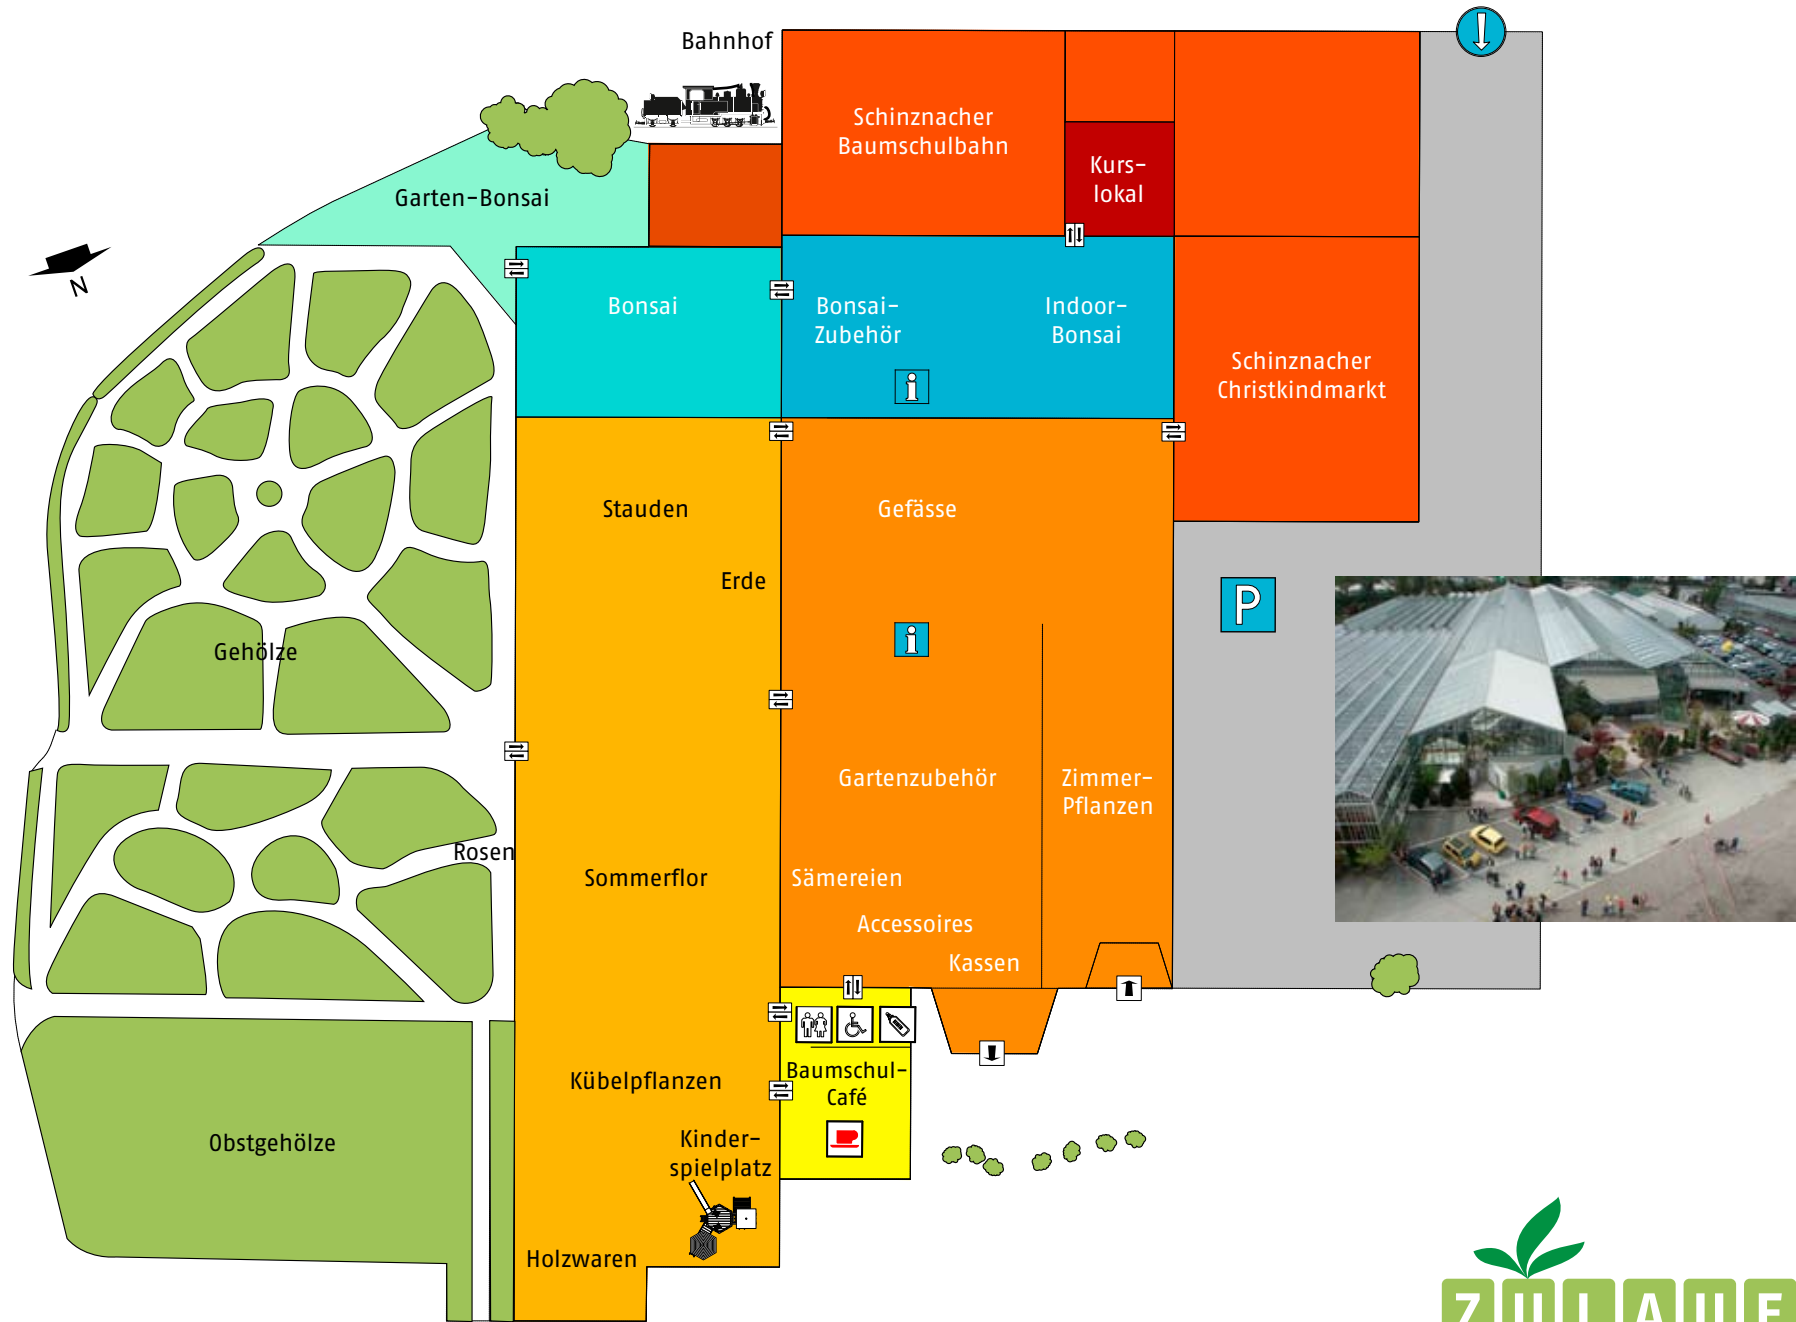 Bahnhof
Schinznacher
Baumschulbahn
Kurs-
lokal
Garten-Bonsai
N
Bonsai
Bonsai-
Zubehör
Indoor-
Bonsai
i
Schinznacher
Christkindmarkt
Stauden
Gefässe
Erde
P
i
Gehölze
Gartenzubehör
Zimmer-
Pflanzen
Rosen
Sommerflor
Sämereien
Accessoires
Kassen
Kübelpflanzen
Baumschul-
Café
Obstgehölze
Kinder-
spielplatz
Holzwaren
ZULAUF